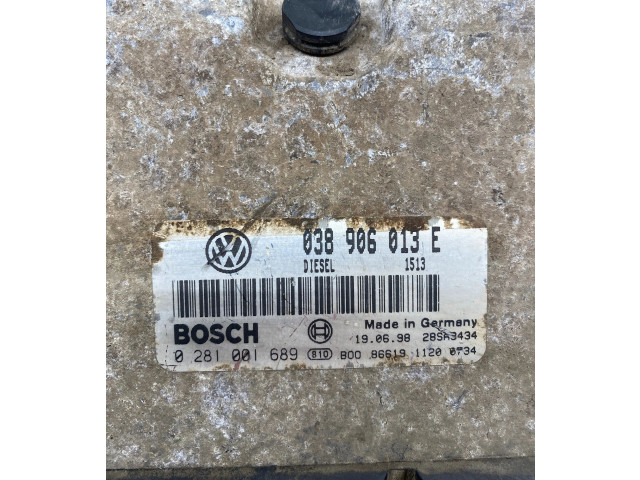 038 906 013 E
DIESEL 1513
BOSCH
Made in Germany
19.06.98 28SA3434
0 281 001 689 810 800 86619 1120 0734